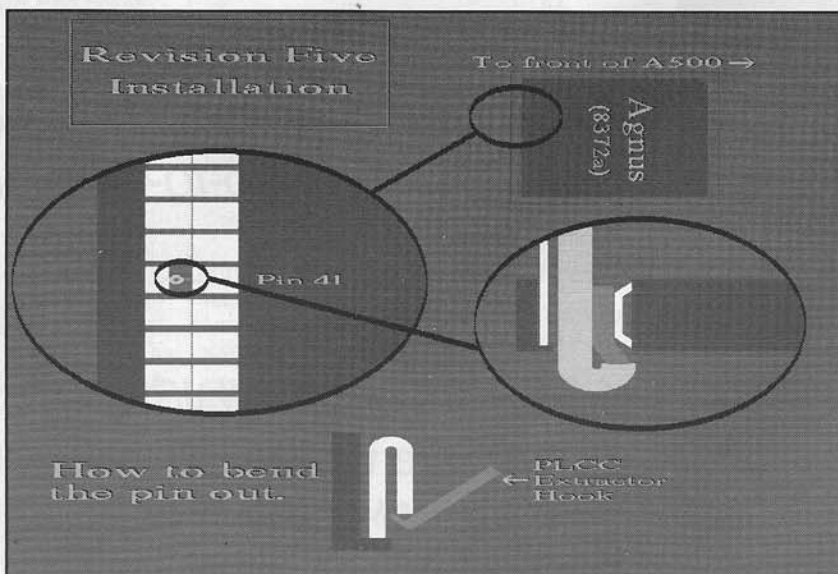 Revision Five
Installation
To front of A500→
Agnus
(8372a)
Pin 41
How to bend
the pin out.
←PLCC
Extractor
Hook